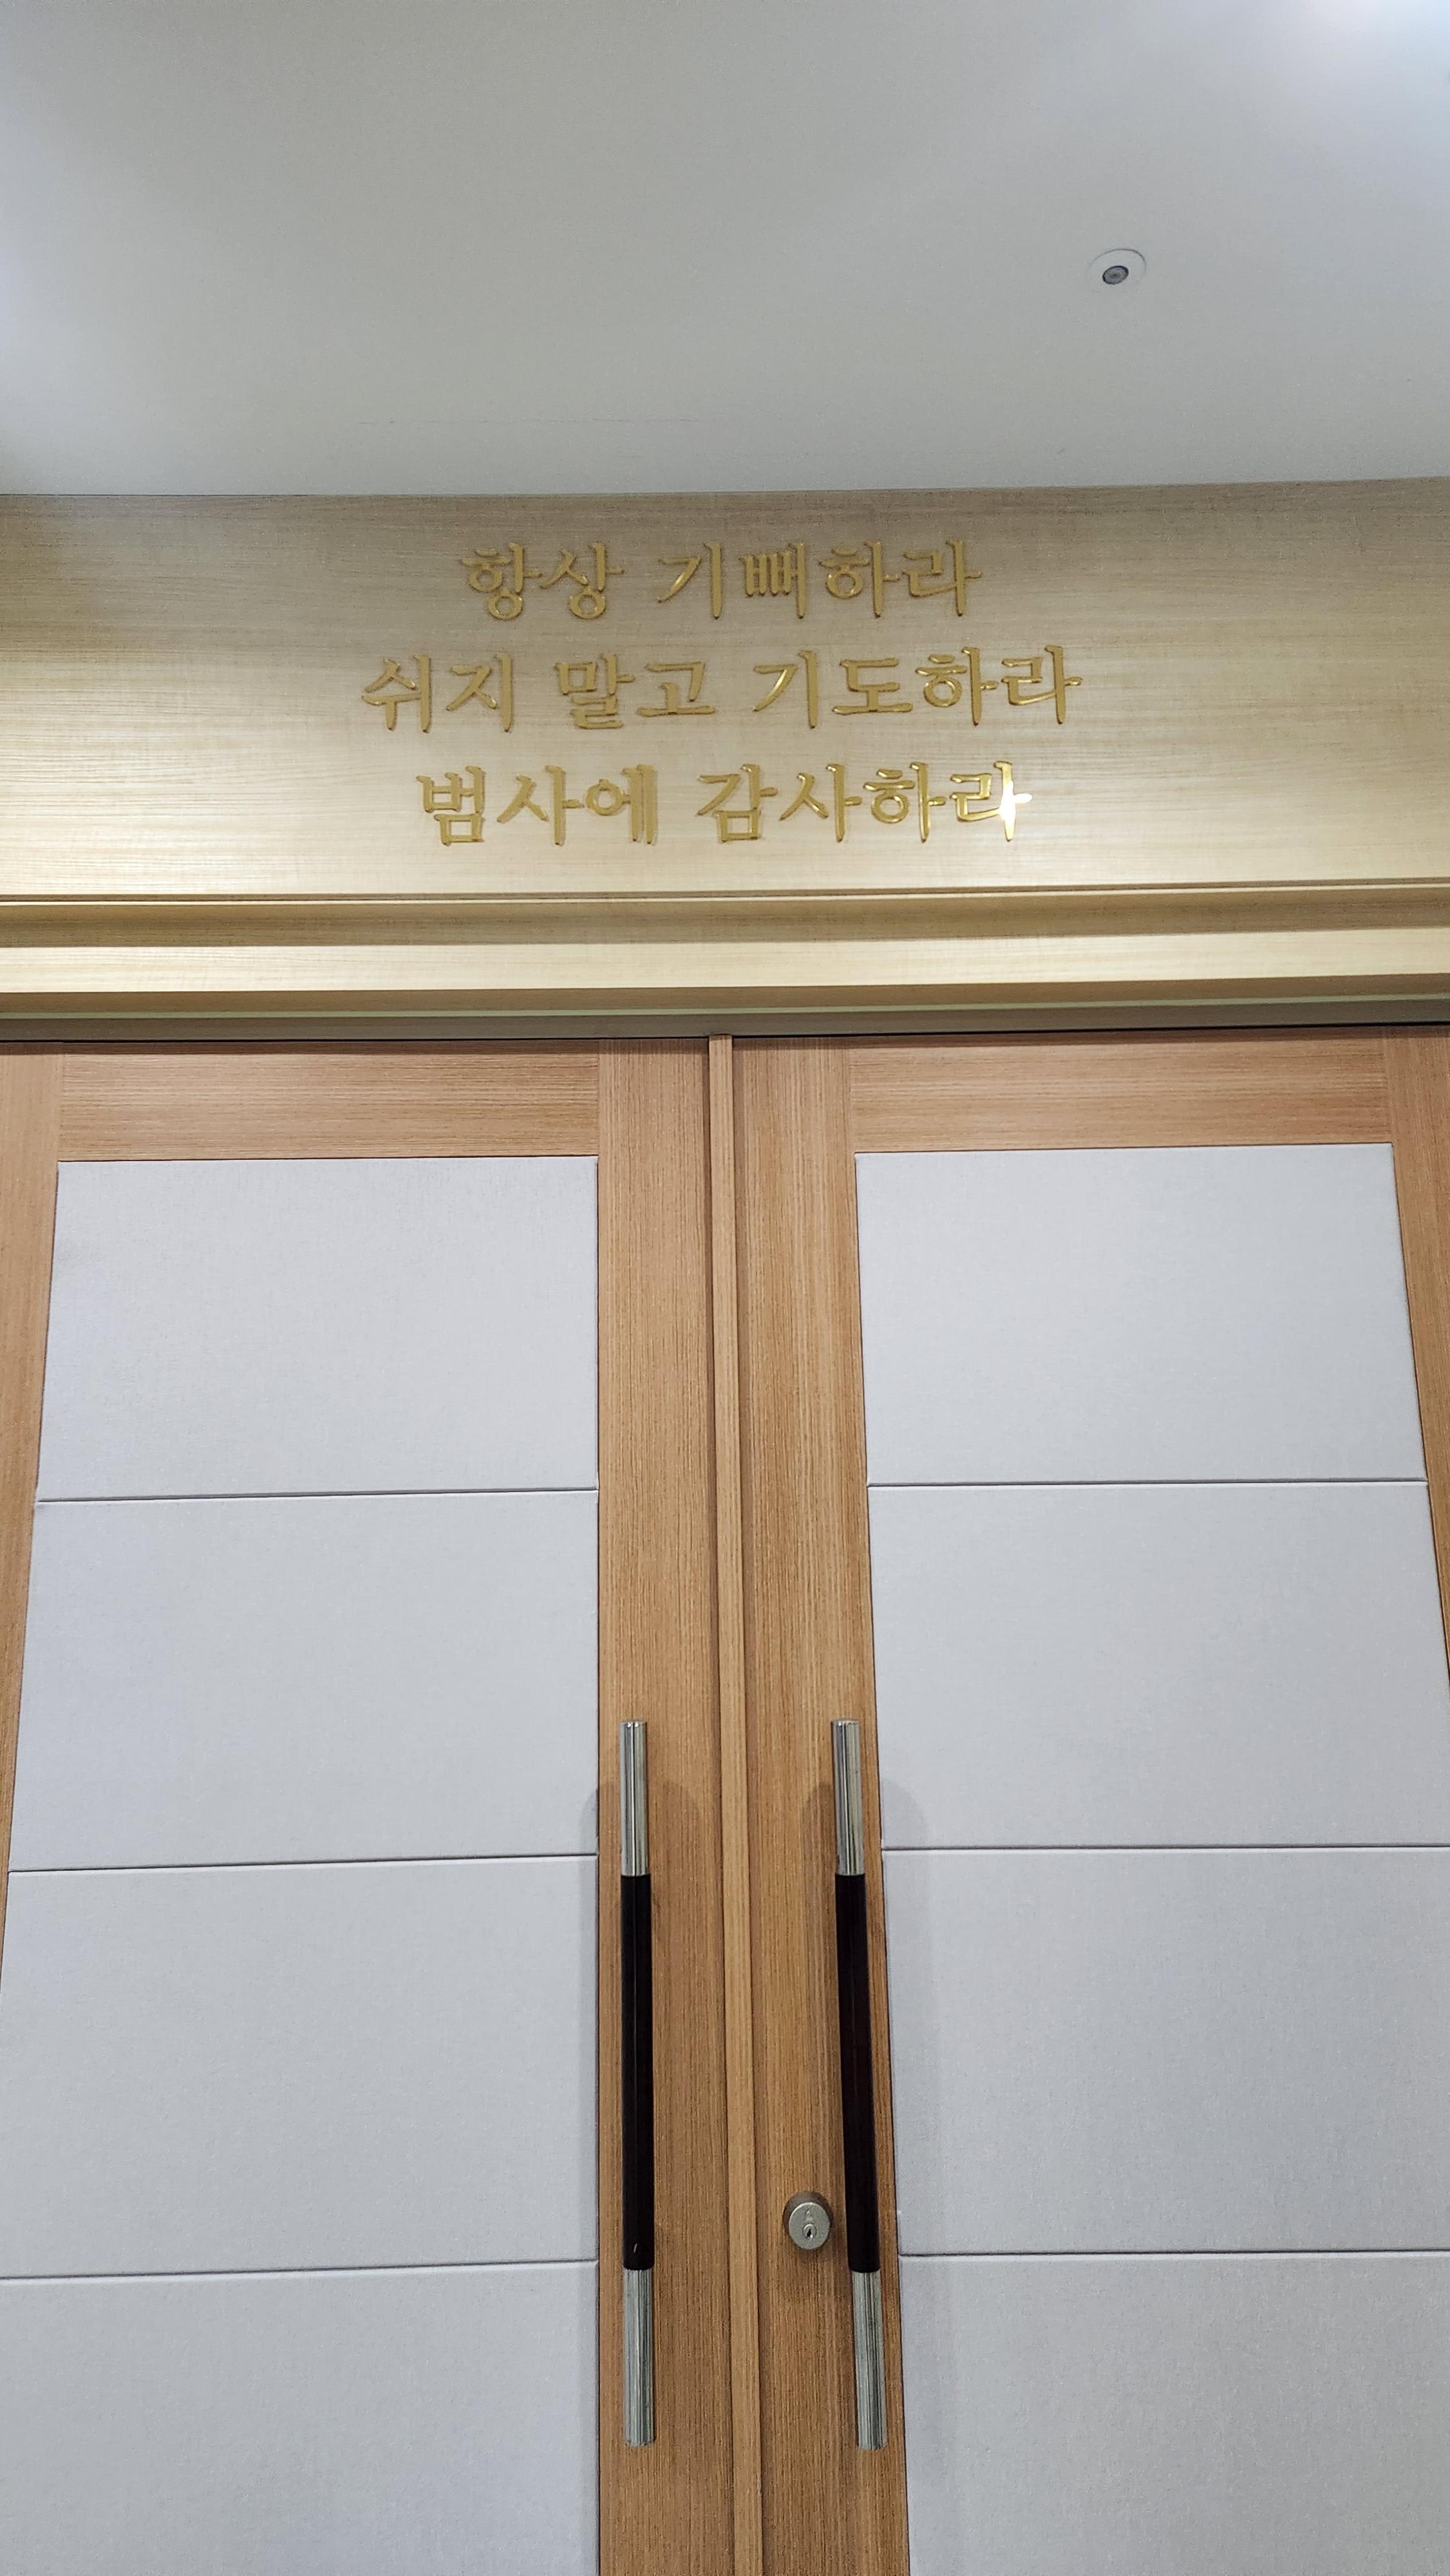 항상 기뻐하라
쉬지 말고 기도하라
범사에 감사하라